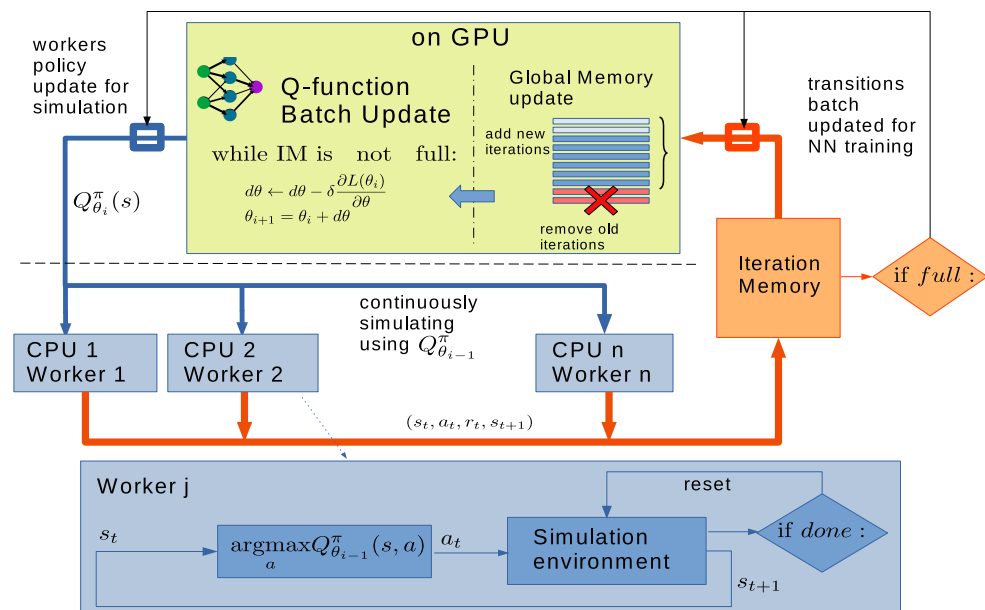 workers
policy
update for
simulation
on GPU
Q-function
Batch Update
while IM is not full:
dθ ← dθ − δ ∂L(θ_i)/∂θ
θ_{i+1} = θ_i + dθ
Global Memory
update
add new
iterations
remove old
iterations
transitions
batch
updated for
NN training
Q^π_{θ_i}(s)
Iteration
Memory
if full :
continuously
simulating
using Q^π_{θ_{i−1}}
CPU 1
Worker 1
CPU 2
Worker 2
CPU n
Worker n
(s_t, a_t, r_t, s_{t+1})
Worker j
reset
s_t
argmax_a Q^π_{θ_{i−1}}(s, a)
a_t
Simulation
environment
if done :
s_{t+1}